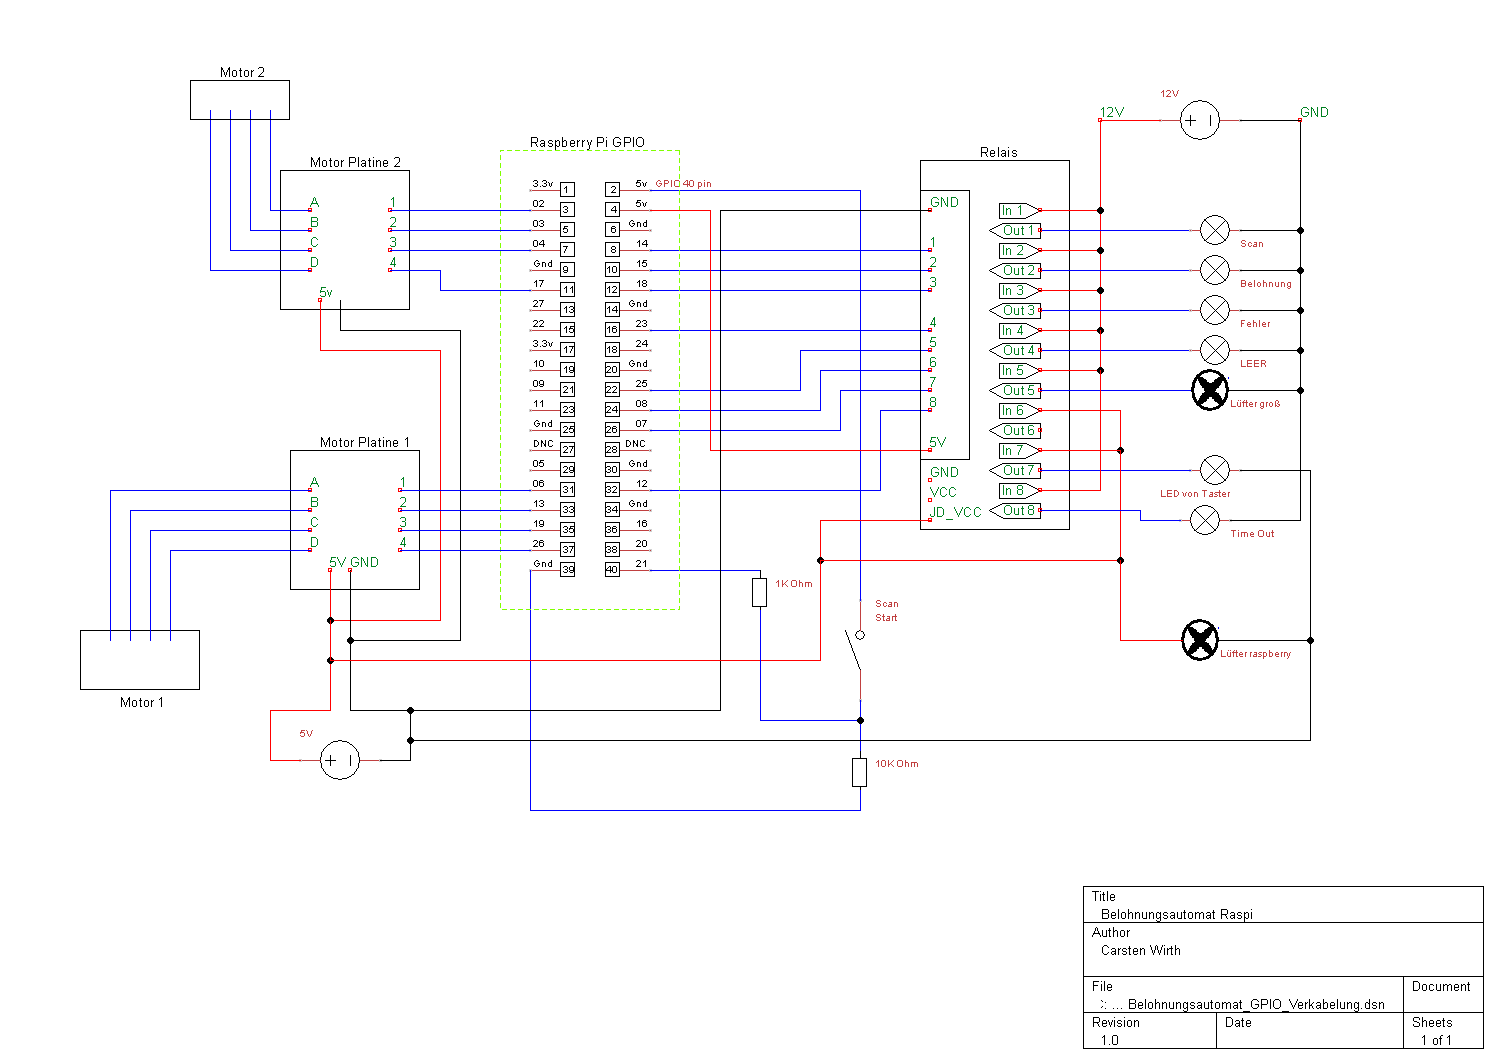 Motor 2
Motor Platine 2
A
B
C
D
1
2
3
4
5v
Raspberry Pi GPIO
GPIO 40 pin
3.3v 1 2 5v
02 3 4 5v
03 5 6 Gnd
04 7 8 14
Gnd 9 10 15
17 11 12 18
27 13 14 Gnd
22 15 16 23
3.3v 17 18 24
10 19 20 Gnd
09 21 22 25
11 23 24 08
Gnd 25 26 07
DNC 27 28 DNC
05 29 30 Gnd
06 31 32 12
13 33 34 Gnd
19 35 36 16
26 37 38 20
Gnd 39 40 21
Motor Platine 1
A
B
C
D
1
2
3
4
5V GND
Motor 1
5V
+ –
1K Ohm
10K Ohm
Scan
Start
Relais
GND
1
2
3
4
5
6
7
8
5V
GND
VCC
JD_VCC
In 1
Out 1
In 2
Out 2
In 3
Out 3
In 4
Out 4
In 5
Out 5
In 6
Out 6
In 7
Out 7
In 8
Out 8
12V
12V
+ –
GND
Scan
Belohnung
Fehler
LEER
Lüfter groß
LED von Taster
Time Out
Lüfter raspberry
Title
Belohnungsautomat Raspi
Author
Carsten Wirth
File
>: ... Belohnungsautomat_GPIO_Verkabelung.dsn
Document
Revision
1.0
Date
Sheets
1 of 1